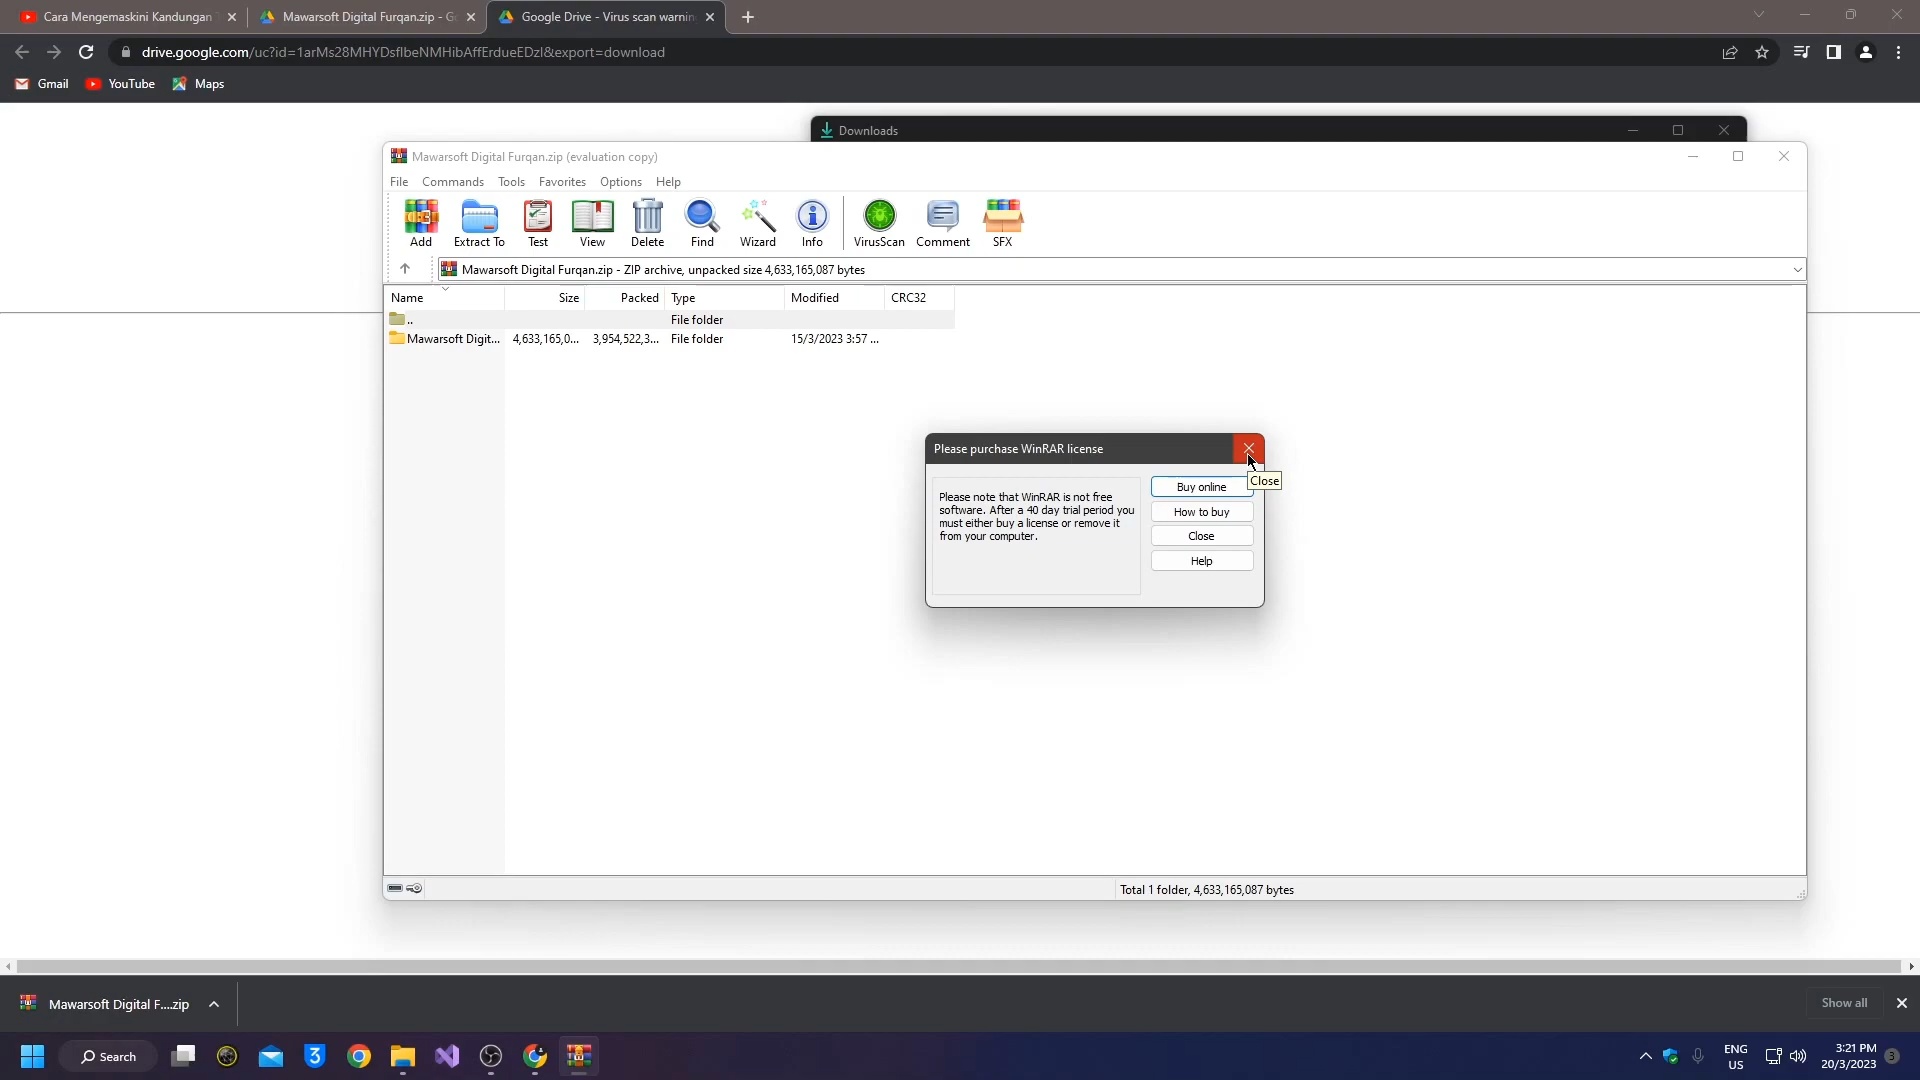 Cara Mengemaskini Kandungan
Mawarsoft Digital Furqan.zip - G
Google Drive - Virus scan warnin
drive.google.com/uc?id=1arMs28MHYDsflbeNMHibAffErdueEDzl&export=download
Gmail
YouTube
Maps
Downloads
Mawarsoft Digital Furqan.zip (evaluation copy)
File Commands Tools Favorites Options Help
Add Extract To Test View Delete Find Wizard Info VirusScan Comment SFX
Mawarsoft Digital Furqan.zip - ZIP archive, unpacked size 4,633,165,087 bytes
Name Size Packed Type Modified CRC32
.. File folder
Mawarsoft Digit... 4,633,165,0... 3,954,522,3... File folder 15/3/2023 3:57 ...
Please purchase WinRAR license
Please note that WinRAR is not free
software. After a 40 day trial period you
must either buy a license or remove it
from your computer.
Buy online
How to buy
Close
Help
Close
Total 1 folder, 4,633,165,087 bytes
Mawarsoft Digital F....zip
Show all
Search
ENG
US
3:21 PM
20/3/2023
3